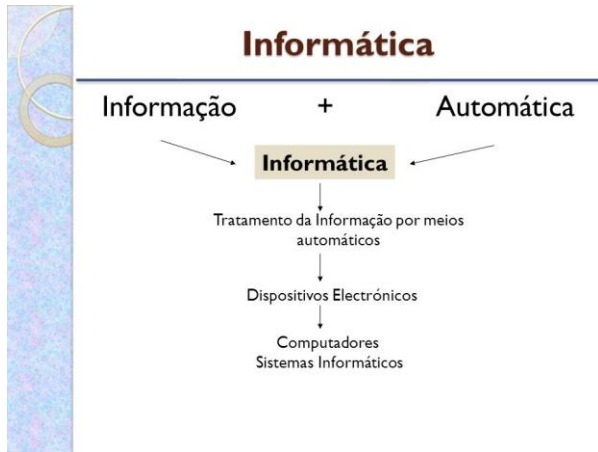 Informática
Informação + Automática
Informática
Tratamento da Informação por meios
automáticos
Dispositivos Electrónicos
Computadores
Sistemas Informáticos